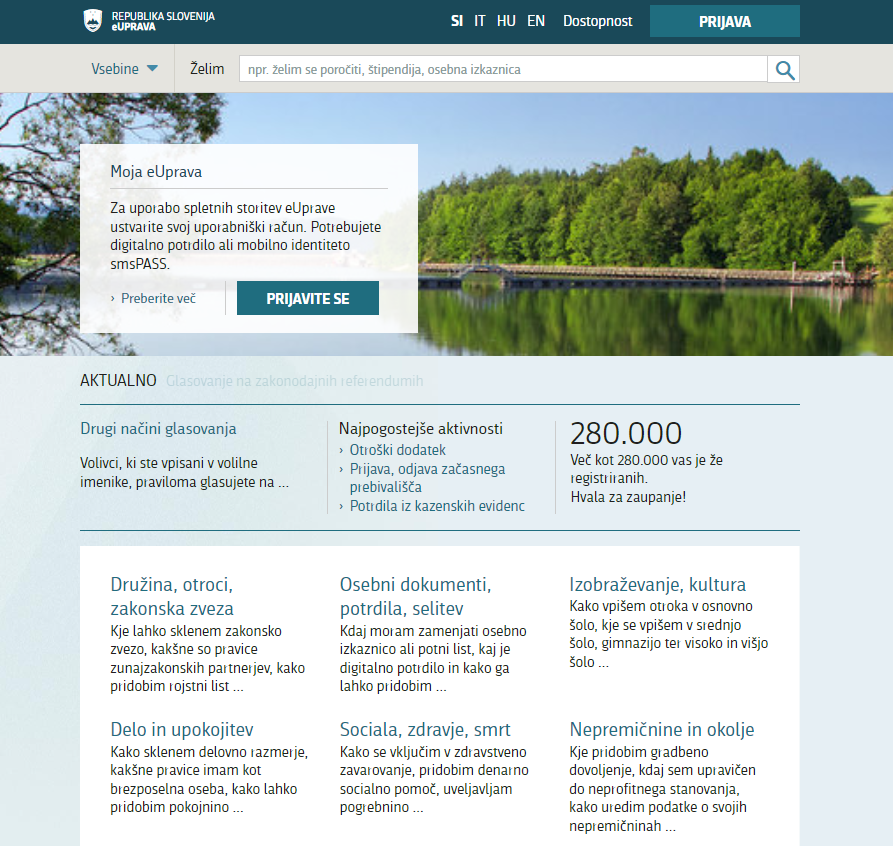 REPUBLIKA SLOVENIJA
eUPRAVA
SI IT HU EN Dostopnost PRIJAVA
Vsebine Želim npr. želim se poročiti, štipendija, osebna izkaznica
Moja eUprava
Za uporabo spletnih storitev eUprave
ustvarite svoj uporabniški račun. Potrebujete
digitalno potrdilo ali mobilno identiteto
smsPASS.
› Preberite več PRIJAVITE SE
AKTUALNO Glasovanje na zakonodajnih referendumih
Drugi načini glasovanja
Volivci, ki ste vpisani v volilne
imenike, praviloma glasujete na ...
Najpogostejše aktivnosti
› Otroški dodatek
› Prijava, odjava začasnega
prebivališča
› Potrdila iz kazenskih evidenc
280.000
Več kot 280.000 vas je že
registriranih.
Hvala za zaupanje!
Družina, otroci,
zakonska zveza
Kje lahko sklenem zakonsko
zvezo, kakšne so pravice
zunajzakonskih partnerjev, kako
pridobim rojstni list ...
Osebni dokumenti,
potrdila, selitev
Kdaj moram zamenjati osebno
izkaznico ali potni list, kaj je
digitalno potrdilo in kako ga
lahko pridobim ...
Izobraževanje, kultura
Kako vpišem otroka v osnovno
šolo, kje se vpišem v srednjo
šolo, gimnazijo ter visoko in višjo
šolo ...
Delo in upokojitev
Kako sklenem delovno razmerje,
kakšne pravice imam kot
brezposelna oseba, kako lahko
pridobim pokojnino ...
Sociala, zdravje, smrt
Kako se vključim v zdravstveno
zavarovanje, pridobim denarno
socialno pomoč, uveljavljam
pogrebnino ...
Nepremičnine in okolje
Kje pridobim gradbeno
dovoljenje, kdaj sem upravičen
do neprofitnega stanovanja,
kako uredim podatke o svojih
nepremičninah ...